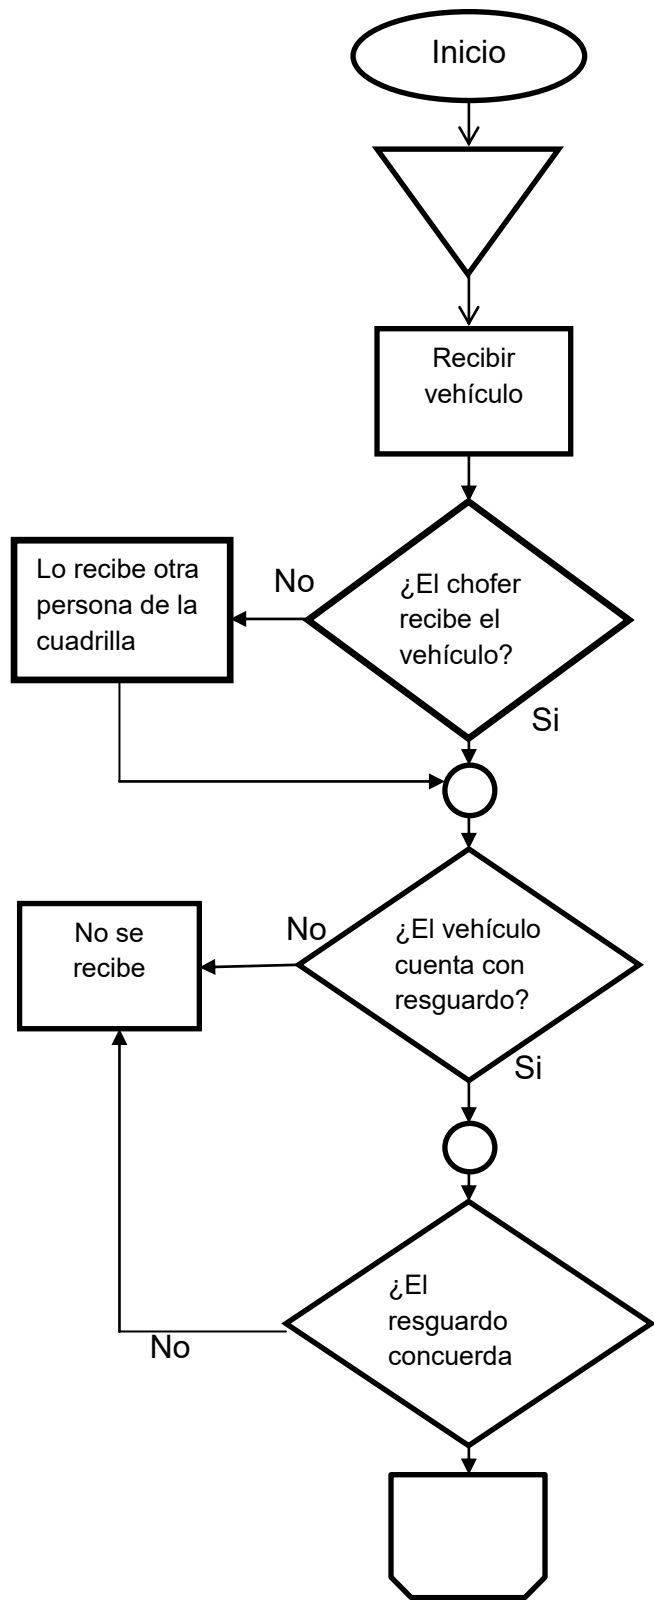 Inicio
Recibir
vehículo
Lo recibe otra
persona de la
cuadrilla
No
¿El chofer
recibe el
vehículo?
Si
No se
recibe
No
¿El vehículo
cuenta con
resguardo?
Si
¿El
resguardo
concuerda
No